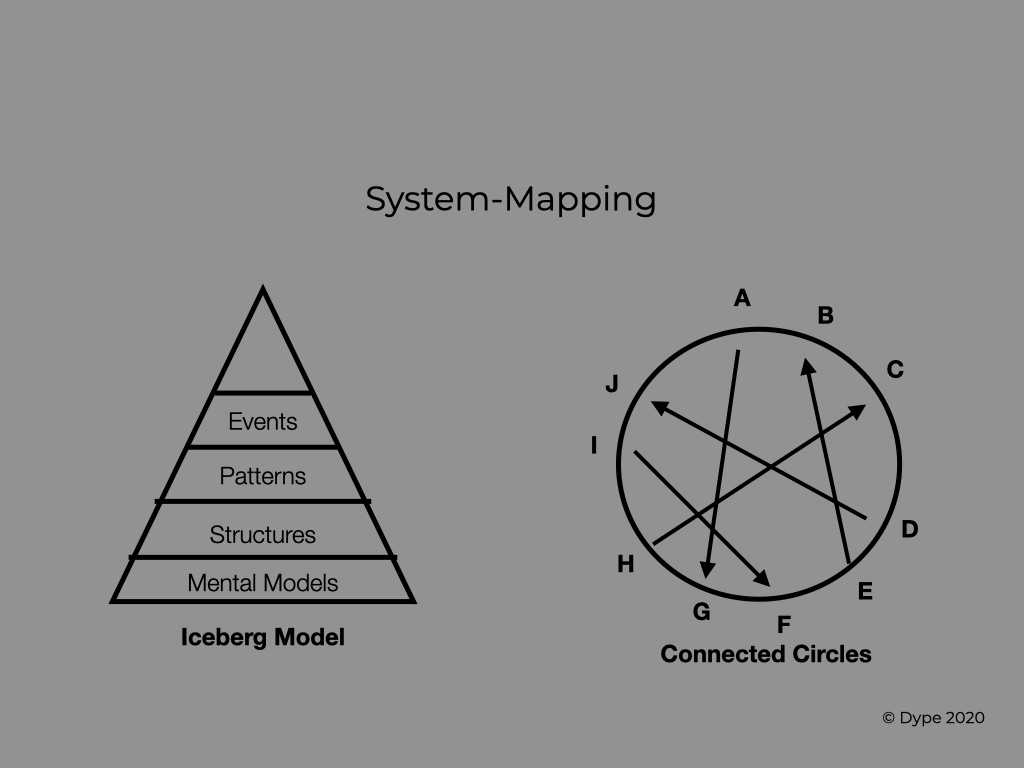 System-Mapping
Events
Patterns
Structures
Mental Models
Iceberg Model
A
B
C
D
E
F
G
H
I
J
Connected Circles
© Dype 2020